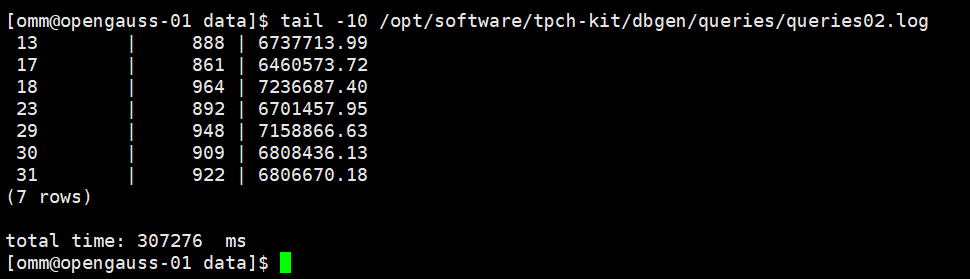 [omm@opengauss-01 data]$ tail -10 /opt/software/tpch-kit/dbgen/queries/queries02.log
 13         |     888 | 6737713.99
 17         |     861 | 6460573.72
 18         |     964 | 7236687.40
 23         |     892 | 6701457.95
 29         |     948 | 7158866.63
 30         |     909 | 6808436.13
 31         |     922 | 6806670.18
(7 rows)

total time: 307276  ms
[omm@opengauss-01 data]$